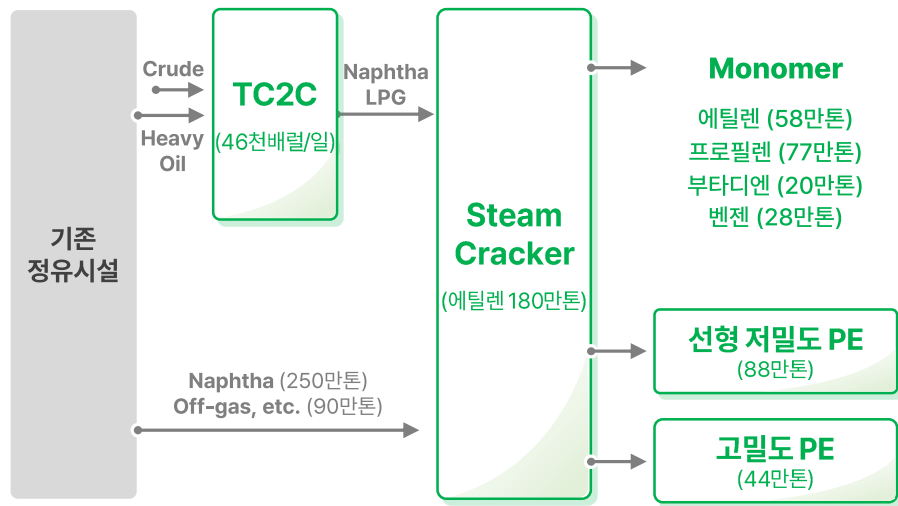 기존
정유시설
Crude
Heavy
Oil
TC2C
(46천배럴/일)
Naphtha
LPG
Naphtha (250만톤)
Off-gas, etc. (90만톤)
Steam
Cracker
(에틸렌 180만톤)
Monomer
에틸렌 (58만톤)
프로필렌 (77만톤)
부타디엔 (20만톤)
벤젠 (28만톤)
선형 저밀도 PE
(88만톤)
고밀도 PE
(44만톤)